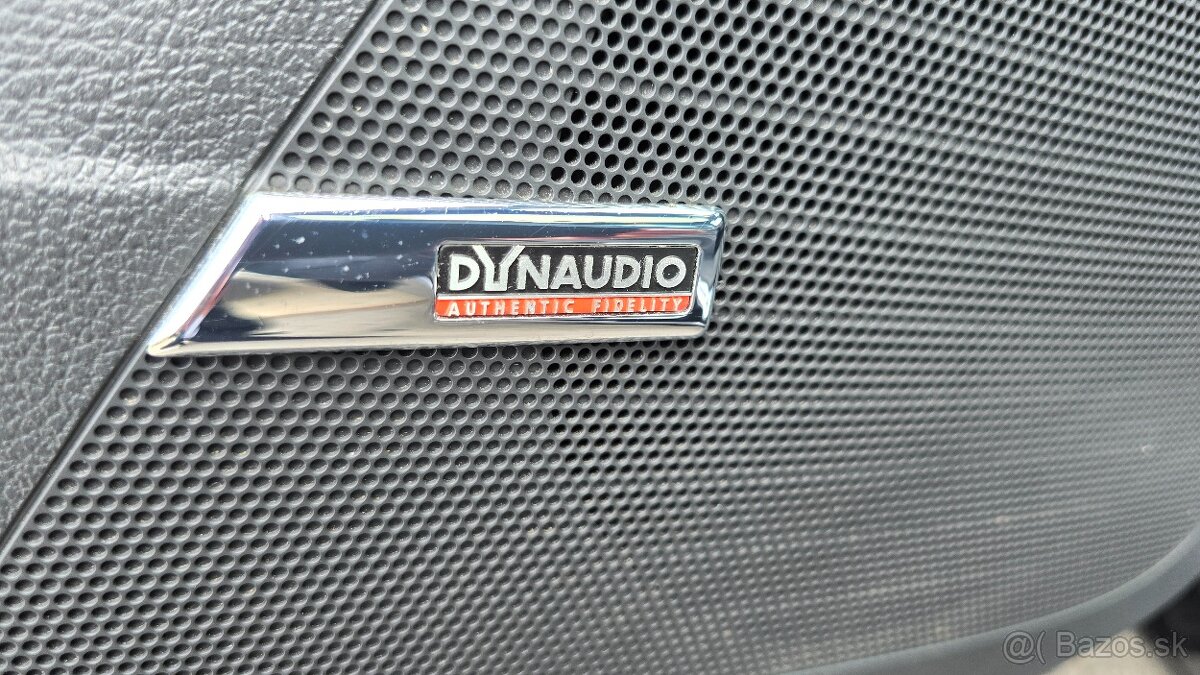 DYNAUDIO
AUTHENTIC FIDELITY
@( Bazos.sk